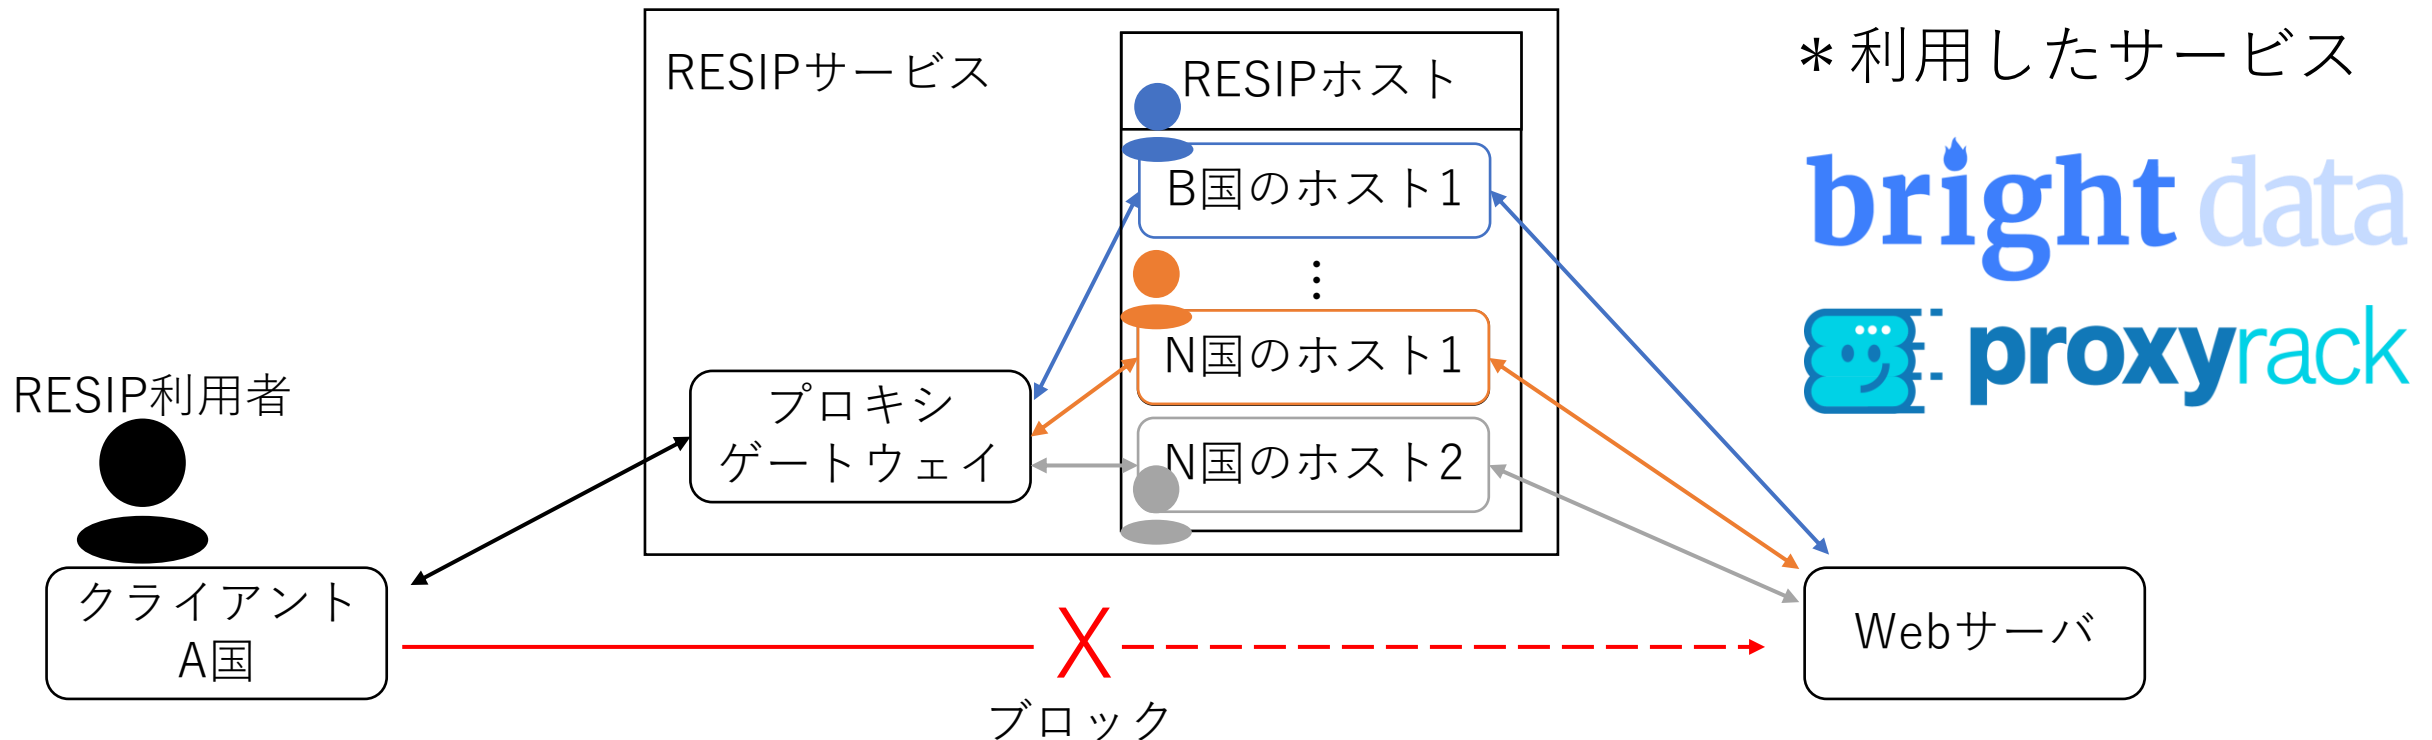 RESIPサービス
RESIPホスト
B国のホスト1
⋮
N国のホスト1
N国のホスト2
プロキシ
ゲートウェイ
RESIP利用者
クライアント
A国
X
ブロック
Webサーバ
*利用したサービス
bright data
proxyrack